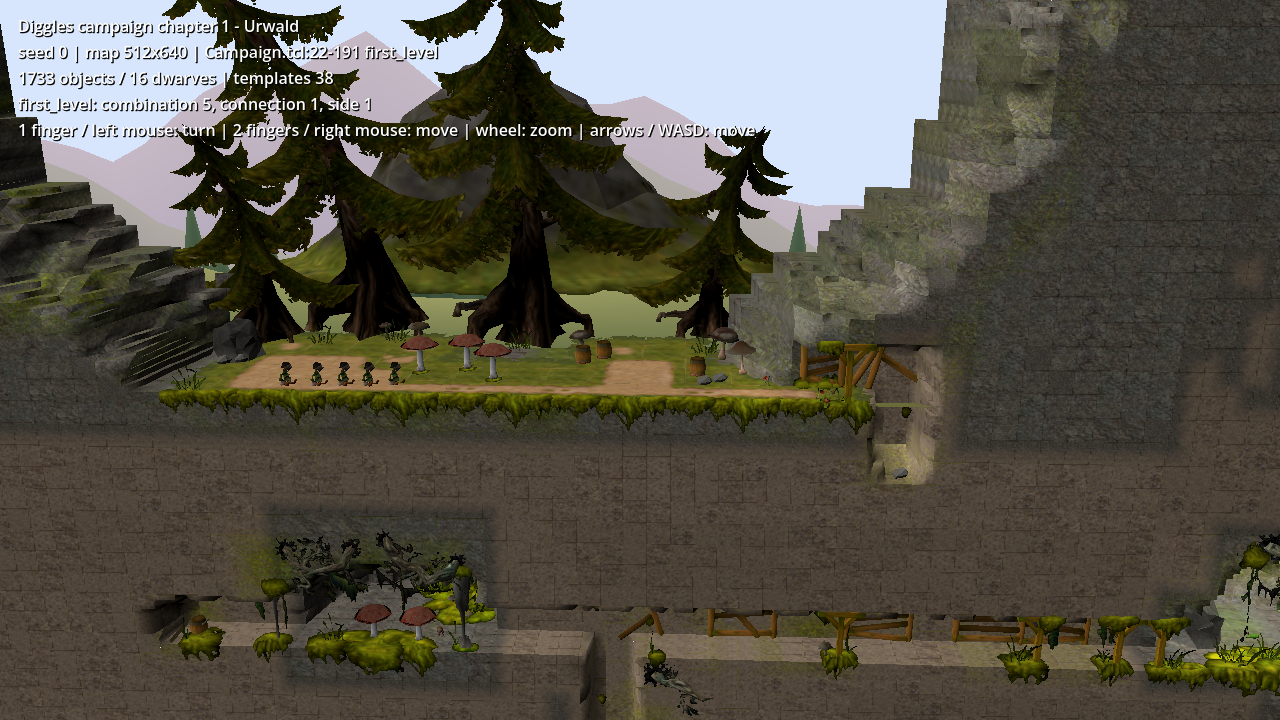 Diggles campaign chapter 1 - Urwald
seed 0 | map 512x640 | Campaign.tcl:22-191 first_level
1733 objects / 16 dwarves | templates 38
first_level: combination 5, connection 1, side 1
1 finger / left mouse: turn | 2 fingers / right mouse: move | wheel: zoom | arrows / WASD: move